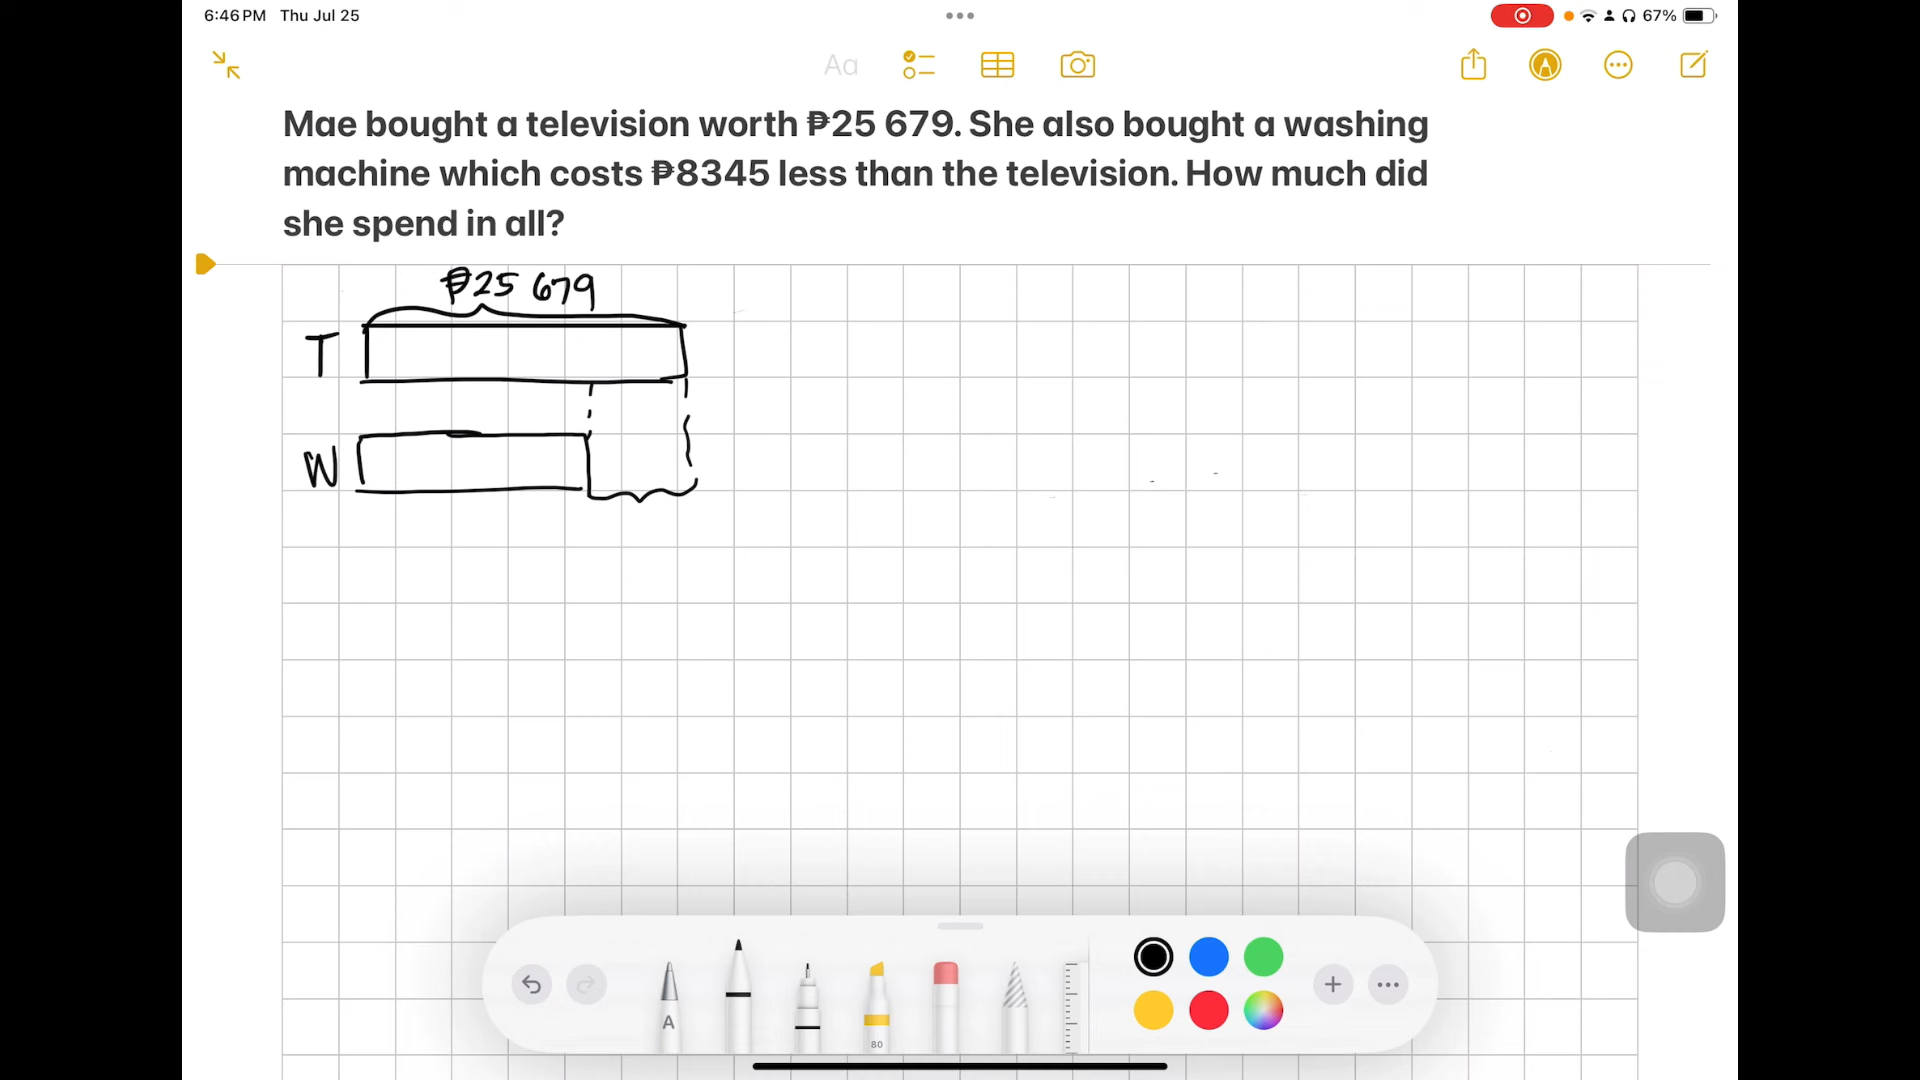 6:46 PM Thu Jul 25
67%
Aa
Mae bought a television worth ₱25 679. She also bought a washing
machine which costs ₱8345 less than the television. How much did
she spend in all?
₱25 679
T
W
A
80